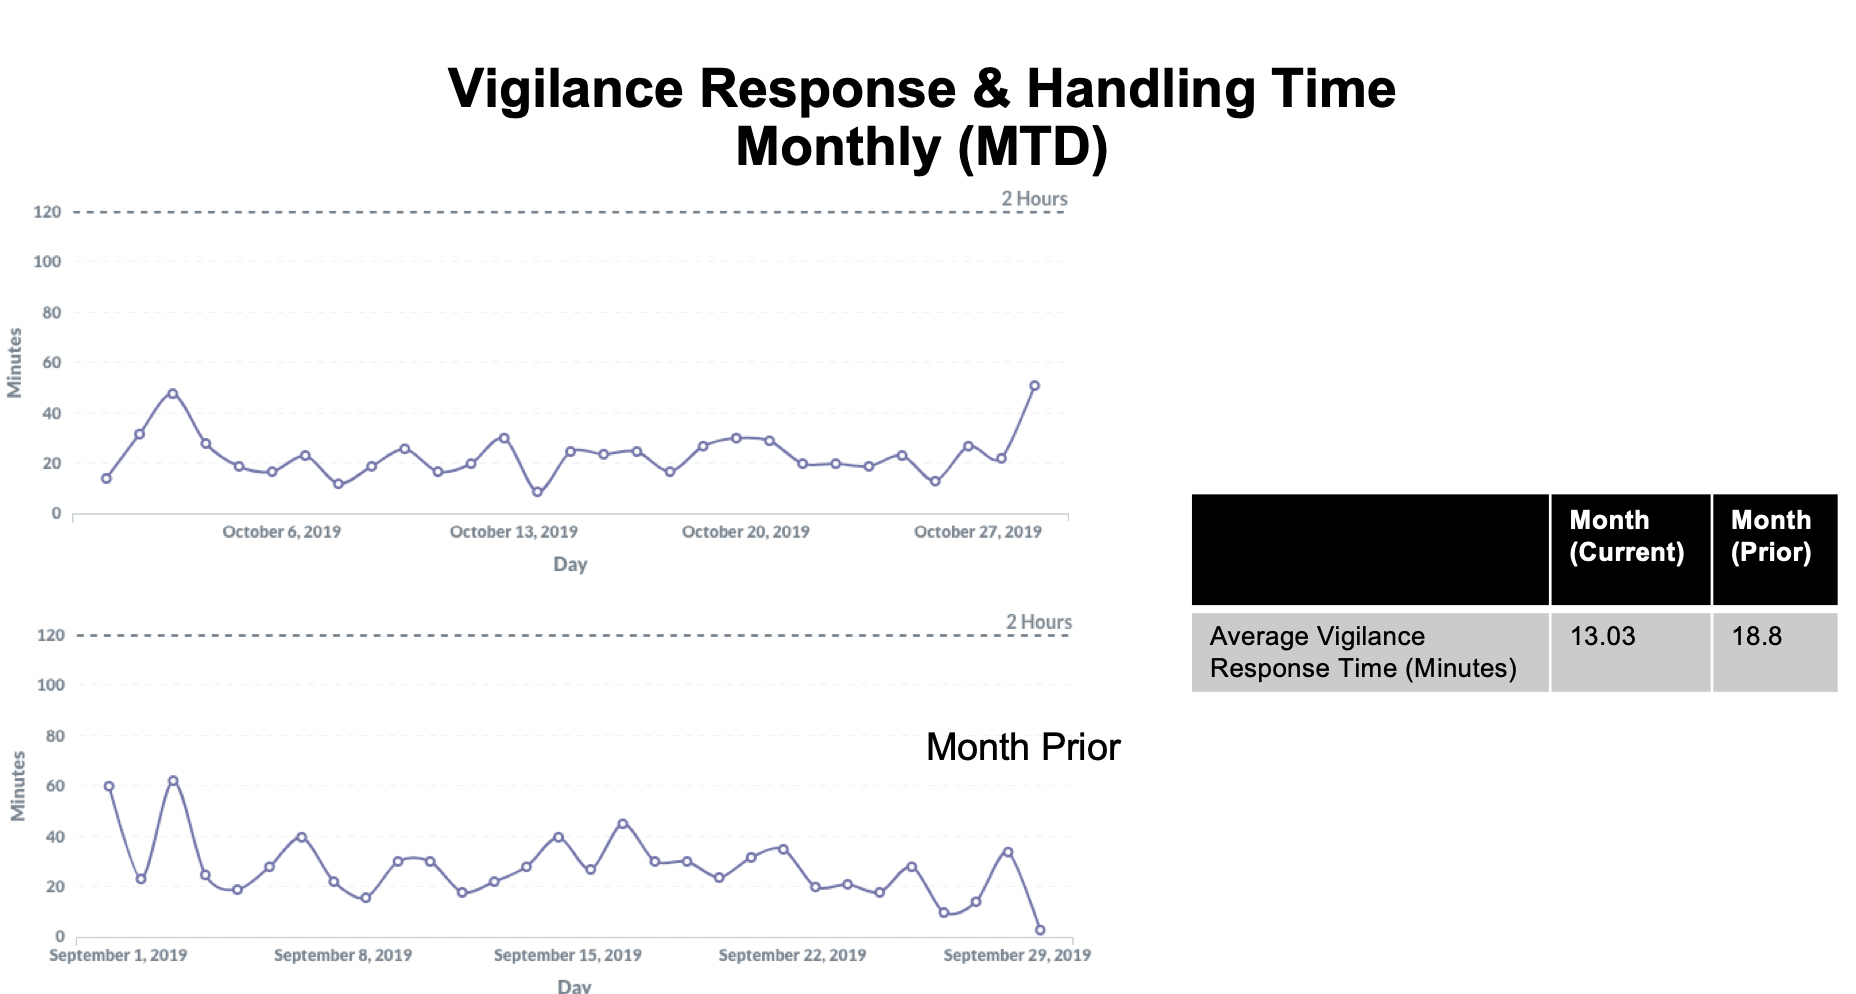 Vigilance Response & Handling Time
Monthly (MTD)
2 Hours
120
100
80
60
40
20
0
Minutes
October 6, 2019
October 13, 2019
October 20, 2019
October 27, 2019
Day
2 Hours
120
100
80
60
40
20
0
Minutes
Month Prior
September 1, 2019
September 8, 2019
September 15, 2019
September 22, 2019
September 29, 2019
Day
Month
(Current)
Month
(Prior)
Average Vigilance
Response Time (Minutes)
13.03
18.8